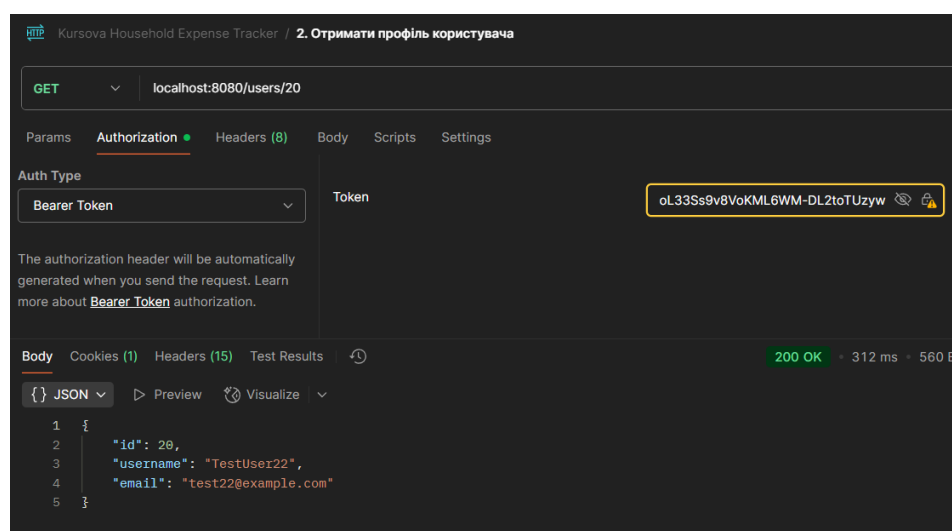 HTTP Kursova Household Expense Tracker / 2. Отримати профіль користувача
GET localhost:8080/users/20
Params Authorization Headers (8) Body Scripts Settings
Auth Type
Bearer Token
Token oL33Ss9v8VoKML6WM-DL2toTUzyw
The authorization header will be automatically
generated when you send the request. Learn
more about Bearer Token authorization.
Body Cookies (1) Headers (15) Test Results
200 OK • 312 ms • 560
{} JSON Preview Visualize
1 {
2 "id": 20,
3 "username": "TestUser22",
4 "email": "test22@example.com"
5 }